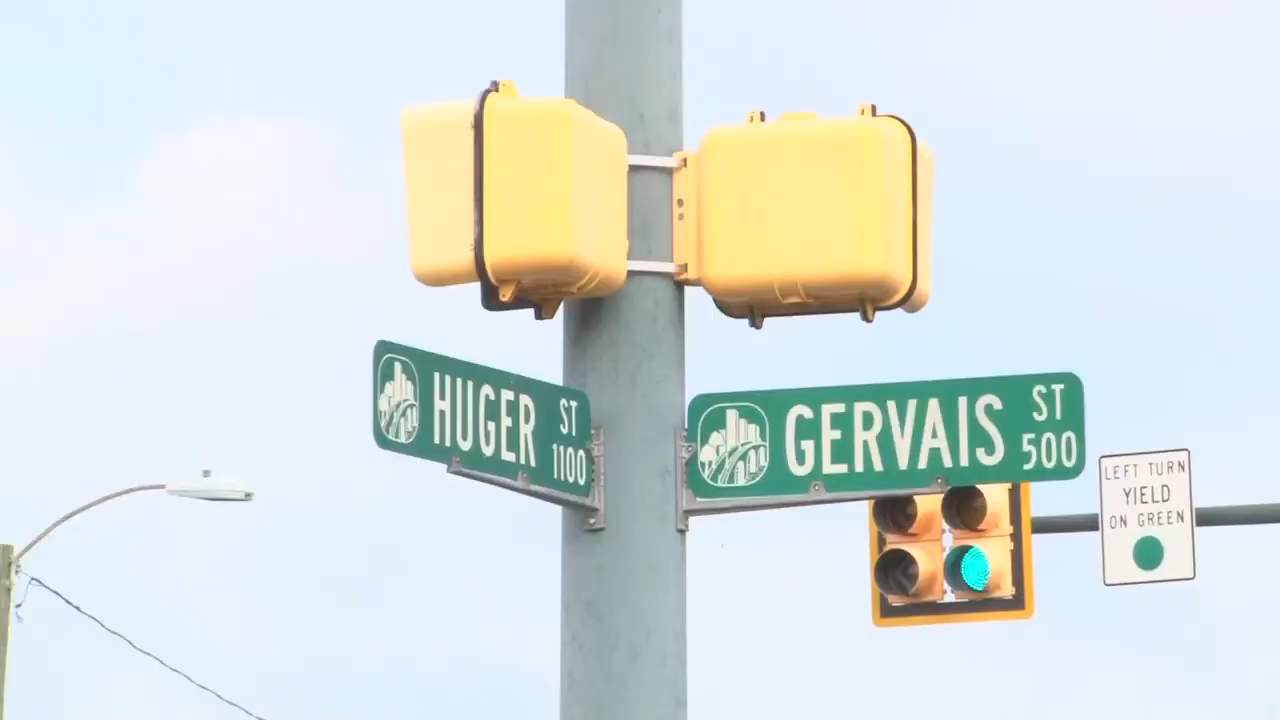 HUGER ST
1100
GERVAIS ST
500
LEFT TURN
YIELD
ON GREEN